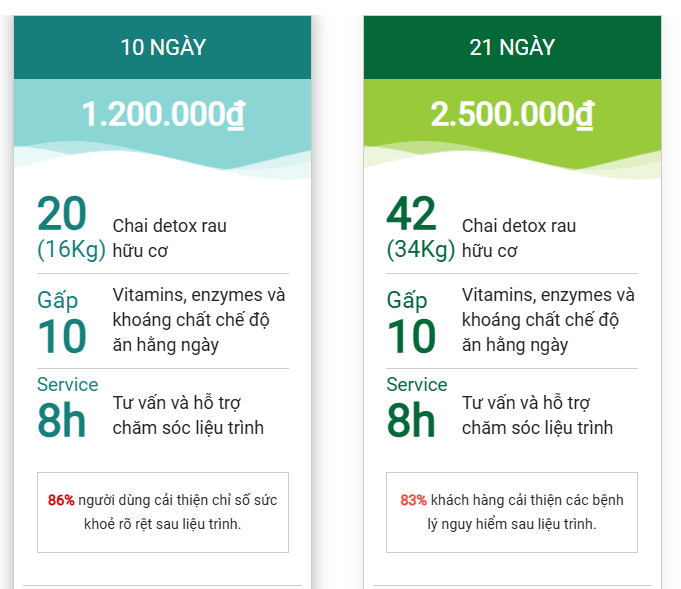 10 NGÀY
1.200.000₫
20
(16Kg)
Chai detox rau
hữu cơ
Gấp
10
Vitamins, enzymes và
khoáng chất chế độ
ăn hằng ngày
Service
8h
Tư vấn và hỗ trợ
chăm sóc liệu trình
86% người dùng cải thiện chỉ số sức
khoẻ rõ rệt sau liệu trình.
21 NGÀY
2.500.000₫
42
(34Kg)
Chai detox rau
hữu cơ
Gấp
10
Vitamins, enzymes và
khoáng chất chế độ
ăn hằng ngày
Service
8h
Tư vấn và hỗ trợ
chăm sóc liệu trình
83% khách hàng cải thiện các bệnh
lý nguy hiểm sau liệu trình.